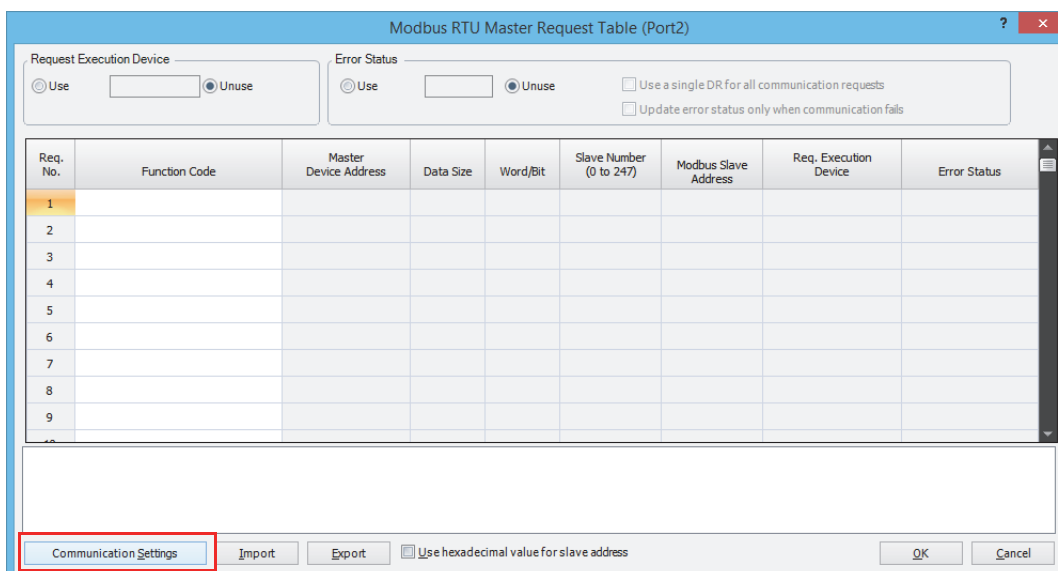 Modbus RTU Master Request Table (Port2)
? ×
Request Execution Device
Use
Unuse
Error Status
Use
Unuse
Use a single DR for all communication requests
Update error status only when communication fails
Req. No.
Function Code
Master Device Address
Data Size
Word/Bit
Slave Number (0 to 247)
Modbus Slave Address
Req. Execution Device
Error Status
1
2
3
4
5
6
7
8
9
Communication Settings
Import
Export
Use hexadecimal value for slave address
OK
Cancel